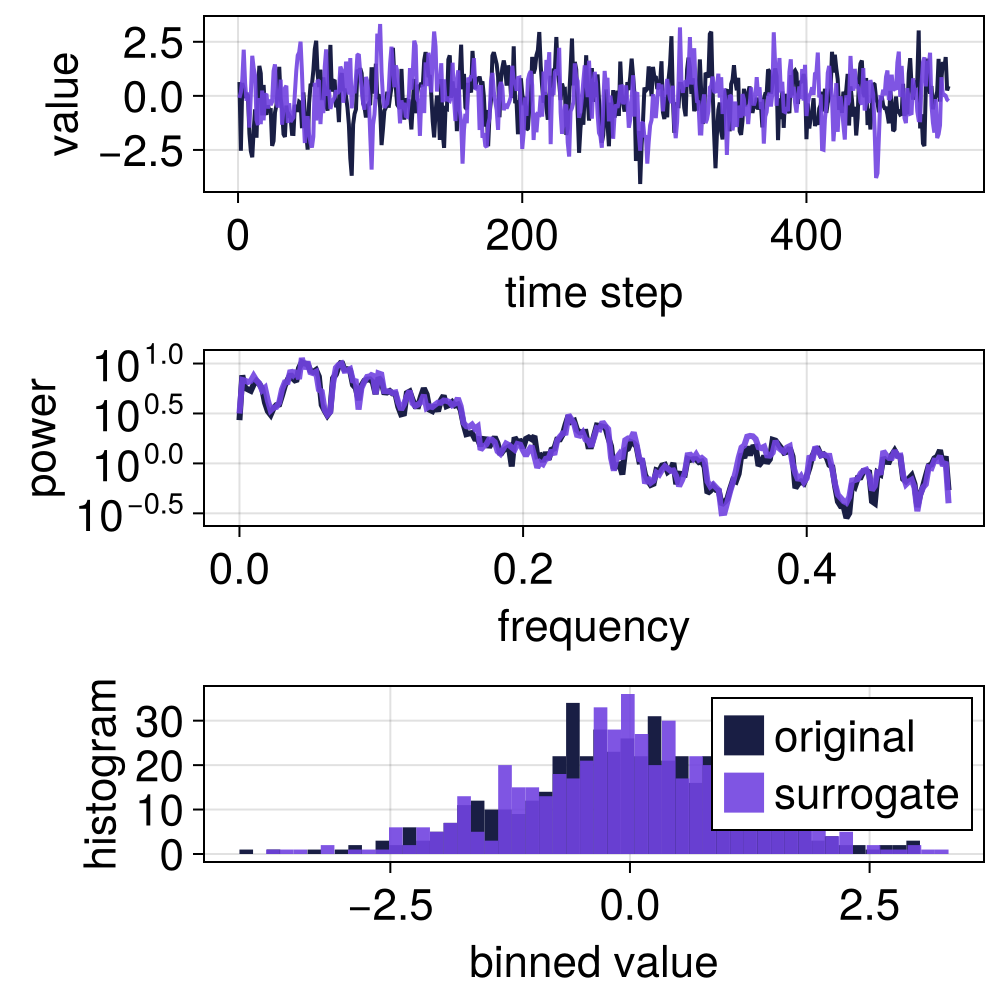 value
2.5
0.0
−2.5
0 200 400
time step
power
10^1.0
10^0.5
10^0.0
10^−0.5
0.0 0.2 0.4
frequency
histogram
30
20
10
0
original
surrogate
−2.5 0.0 2.5
binned value